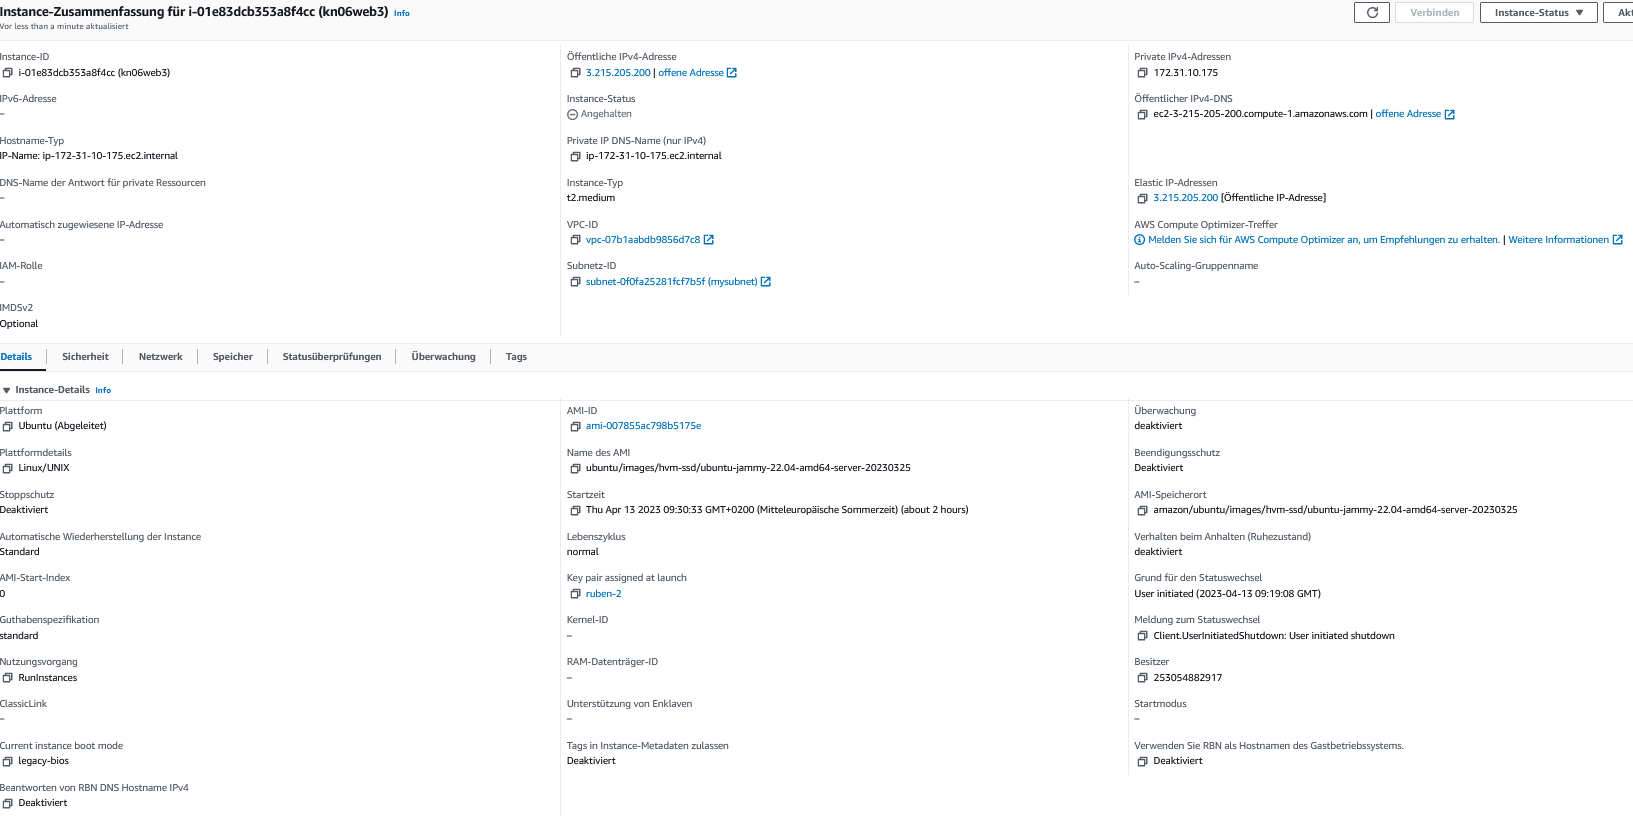 Instance-Zusammenfassung für i-01e83dcb353a8f4cc (kn06web3) Info
Vor less than a minute aktualisiert
Verbinden
Instance-Status
Instance-ID
i-01e83dcb353a8f4cc (kn06web3)
Öffentliche IPv4-Adresse
3.215.205.200 | offene Adresse
Private IPv4-Adressen
172.31.10.175
IPv6-Adresse
–
Instance-Status
Angehalten
Öffentlicher IPv4-DNS
ec2-3-215-205-200.compute-1.amazonaws.com | offene Adresse
Hostname-Typ
IP-Name: ip-172-31-10-175.ec2.internal
Private IP DNS-Name (nur IPv4)
ip-172-31-10-175.ec2.internal
DNS-Name der Antwort für private Ressourcen
–
Instance-Typ
t2.medium
Elastic IP-Adressen
3.215.205.200 [Öffentliche IP-Adresse]
Automatisch zugewiesene IP-Adresse
–
VPC-ID
vpc-07b1aabdb9856d7c8
AWS Compute Optimizer-Treffer
Melden Sie sich für AWS Compute Optimizer an, um Empfehlungen zu erhalten. | Weitere Informationen
IAM-Rolle
–
Subnetz-ID
subnet-0f0fa25281fcf7b5f (mysubnet)
Auto-Scaling-Gruppenname
–
IMDSv2
Optional
Details
Sicherheit
Netzwerk
Speicher
Statusüberprüfungen
Überwachung
Tags
Instance-Details Info
Plattform
Ubuntu (Abgeleitet)
AMI-ID
ami-007855ac798b5175e
Überwachung
deaktiviert
Plattformdetails
Linux/UNIX
Name des AMI
ubuntu/images/hvm-ssd/ubuntu-jammy-22.04-amd64-server-20230325
Beendigungsschutz
Deaktiviert
Stoppschutz
Deaktiviert
Startzeit
Thu Apr 13 2023 09:30:33 GMT+0200 (Mitteleuropäische Sommerzeit) (about 2 hours)
AMI-Speicherort
amazon/ubuntu/images/hvm-ssd/ubuntu-jammy-22.04-amd64-server-20230325
Automatische Wiederherstellung der Instance
Standard
Lebenszyklus
normal
Verhalten beim Anhalten (Ruhezustand)
deaktiviert
AMI-Start-Index
0
Key pair assigned at launch
ruben-2
Grund für den Statuswechsel
User initiated (2023-04-13 09:19:08 GMT)
Guthabenspezifikation
standard
Kernel-ID
–
Meldung zum Statuswechsel
Client.UserInitiatedShutdown: User initiated shutdown
Nutzungsvorgang
RunInstances
RAM-Datenträger-ID
–
Besitzer
253054882917
ClassicLink
–
Unterstützung von Enklaven
–
Startmodus
–
Current instance boot mode
legacy-bios
Tags in Instance-Metadaten zulassen
Deaktiviert
Verwenden Sie RBN als Hostnamen des Gastbetriebssystems.
Deaktiviert
Beantworten von RBN DNS Hostname IPv4
Deaktiviert